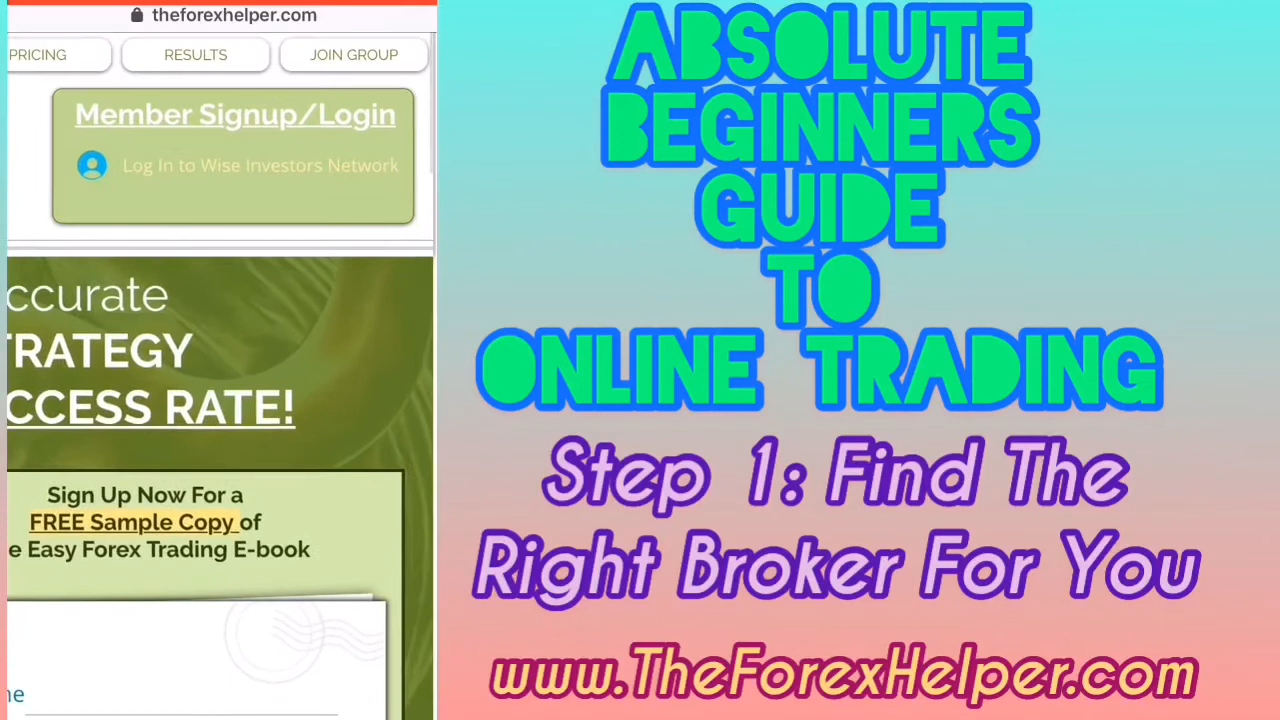 theforexhelper.com
PRICING
RESULTS
JOIN GROUP
Member Signup/Login
Log In to Wise Investors Network
ccurate
TRATEGY
CCESS RATE!
Sign Up Now For a
FREE Sample Copy of
e Easy Forex Trading E-book
me
ABSOLUTE
BEGINNERS
GUIDE
TO
ONLINE TRADING
Step 1: Find The
Right Broker For You
www.TheForexHelper.com